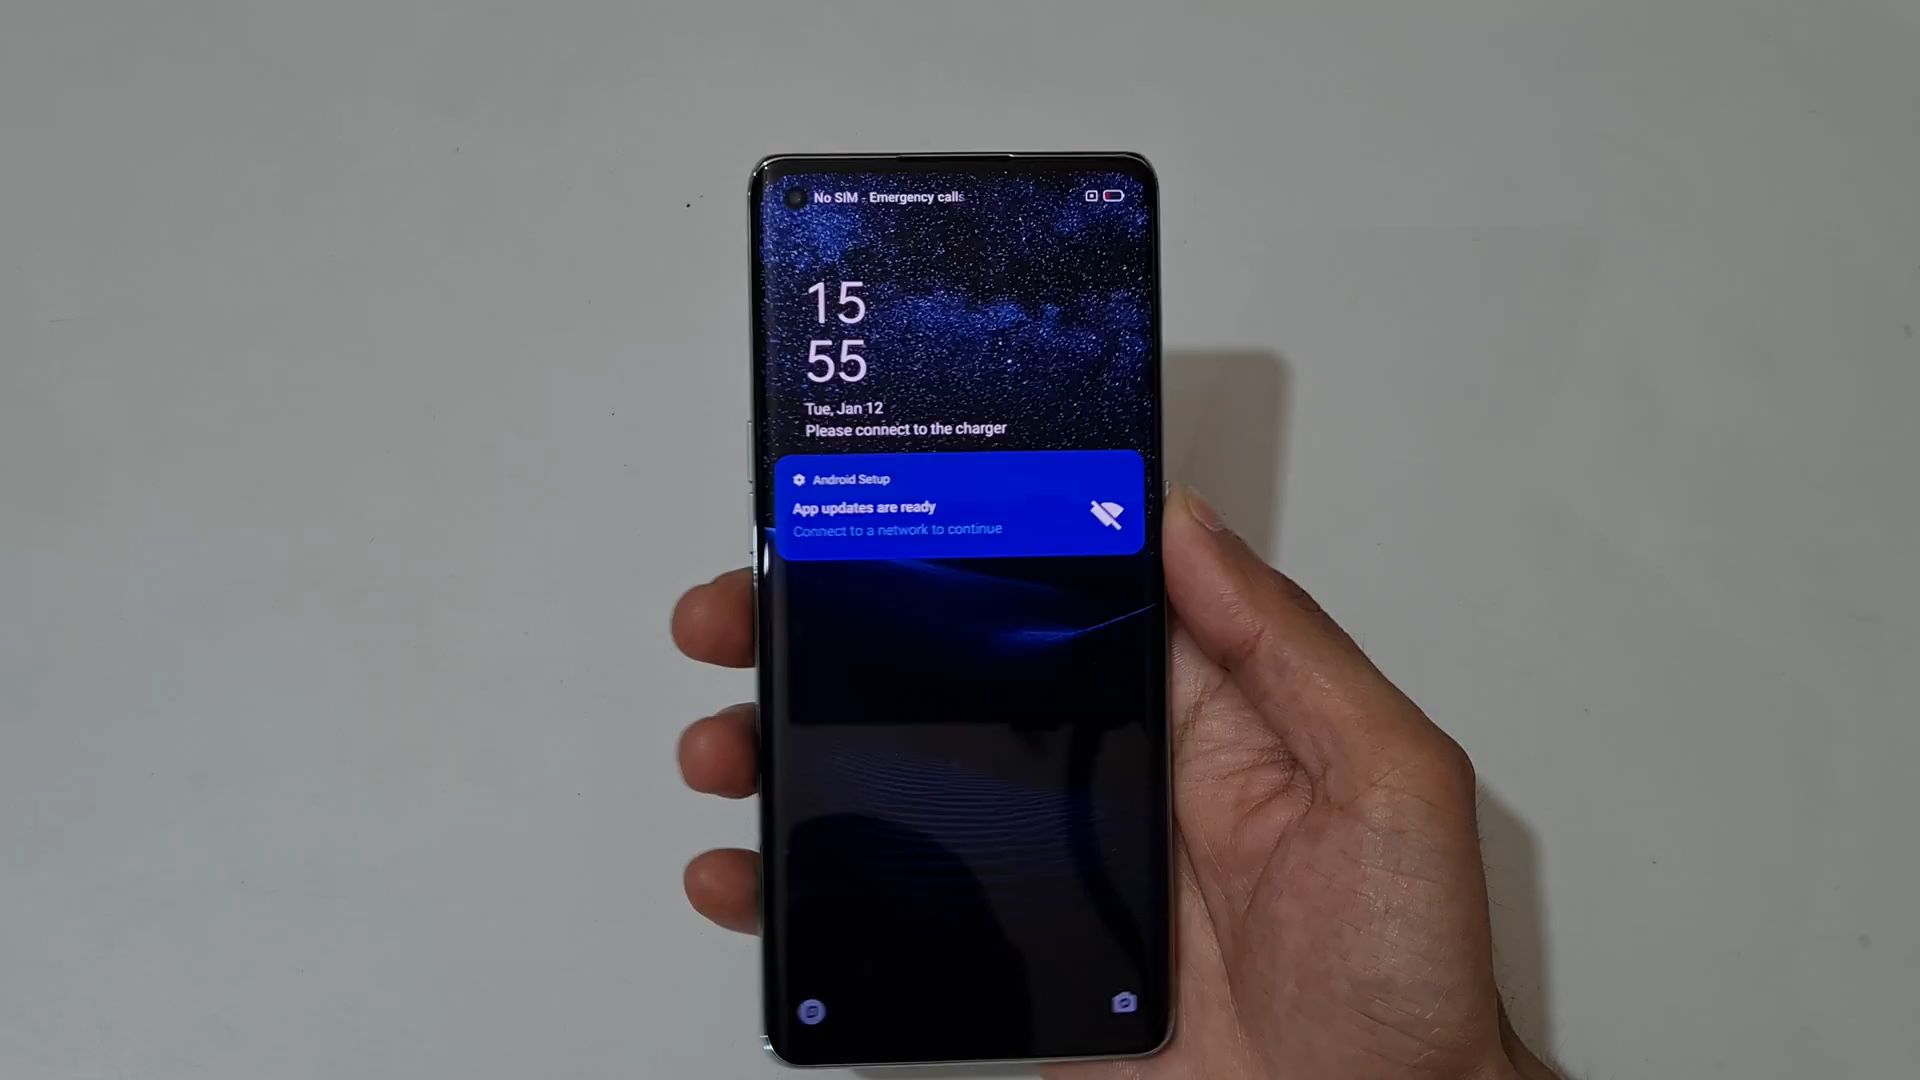 No SIM - Emergency calls
15
55
Tue, Jan 12
Please connect to the charger
Android Setup
App updates are ready
Connect to a network to continue